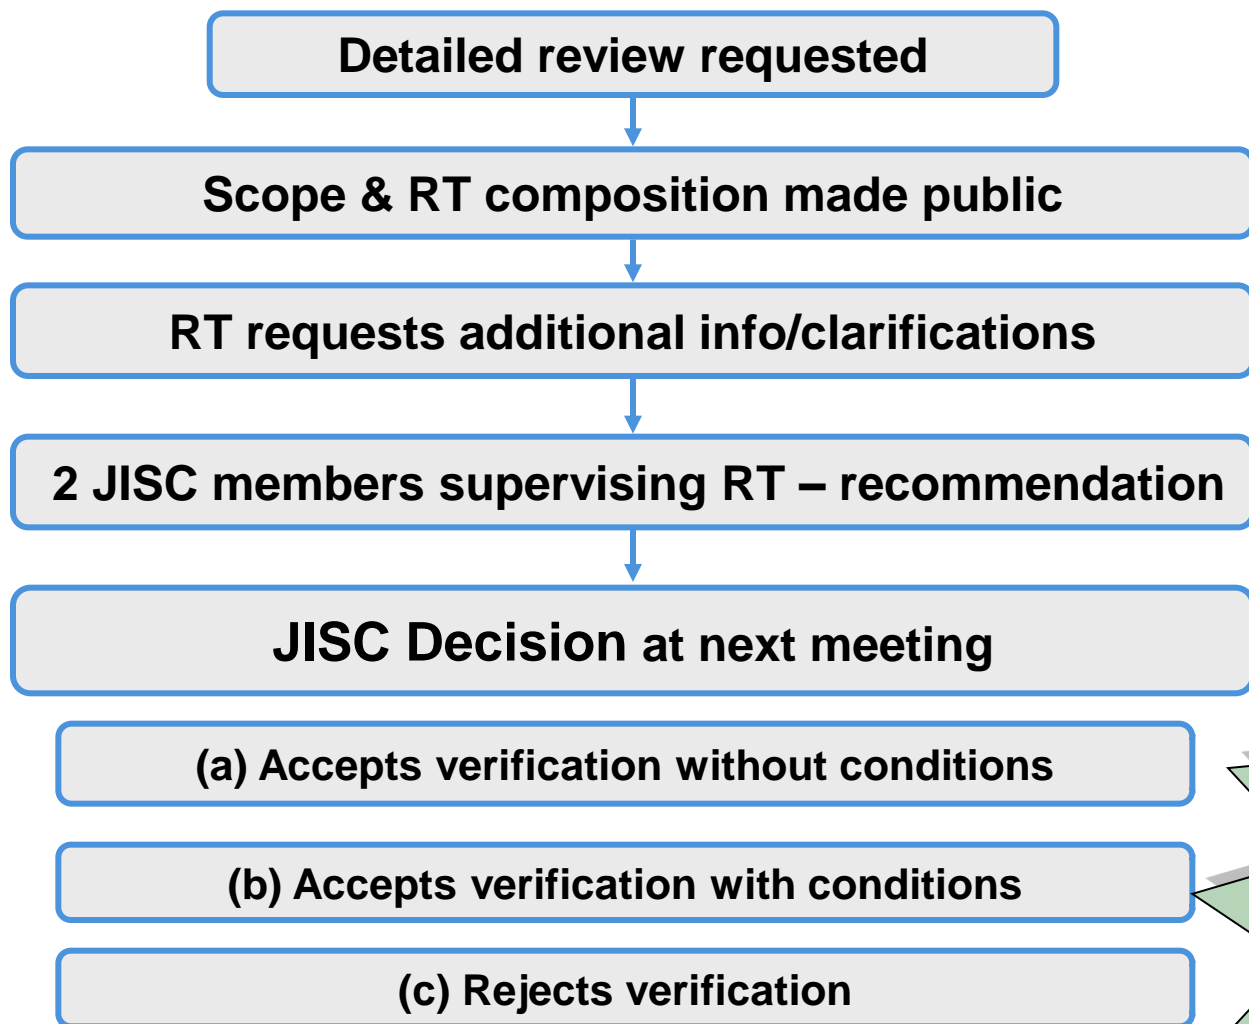 Detailed review requested
Scope & RT composition made public
RT requests additional info/clarifications
2 JISC members supervising RT – recommendation
JISC Decision at next meeting
(a) Accepts verification without conditions
(b) Accepts verification with conditions
(c) Rejects verification